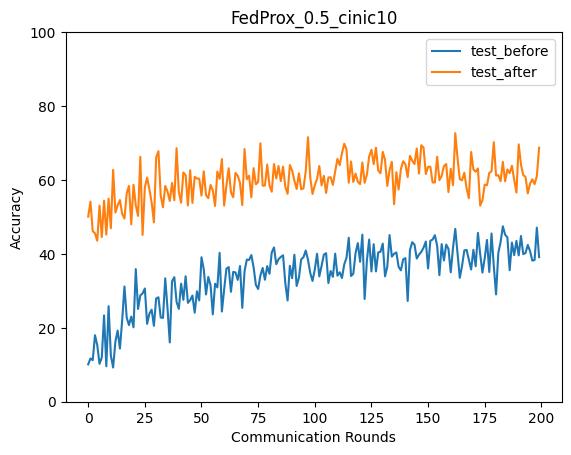 FedProx_0.5_cinic10
test_before
test_after
100
80
60
40
20
0
Accuracy
0 25 50 75 100 125 150 175 200
Communication Rounds